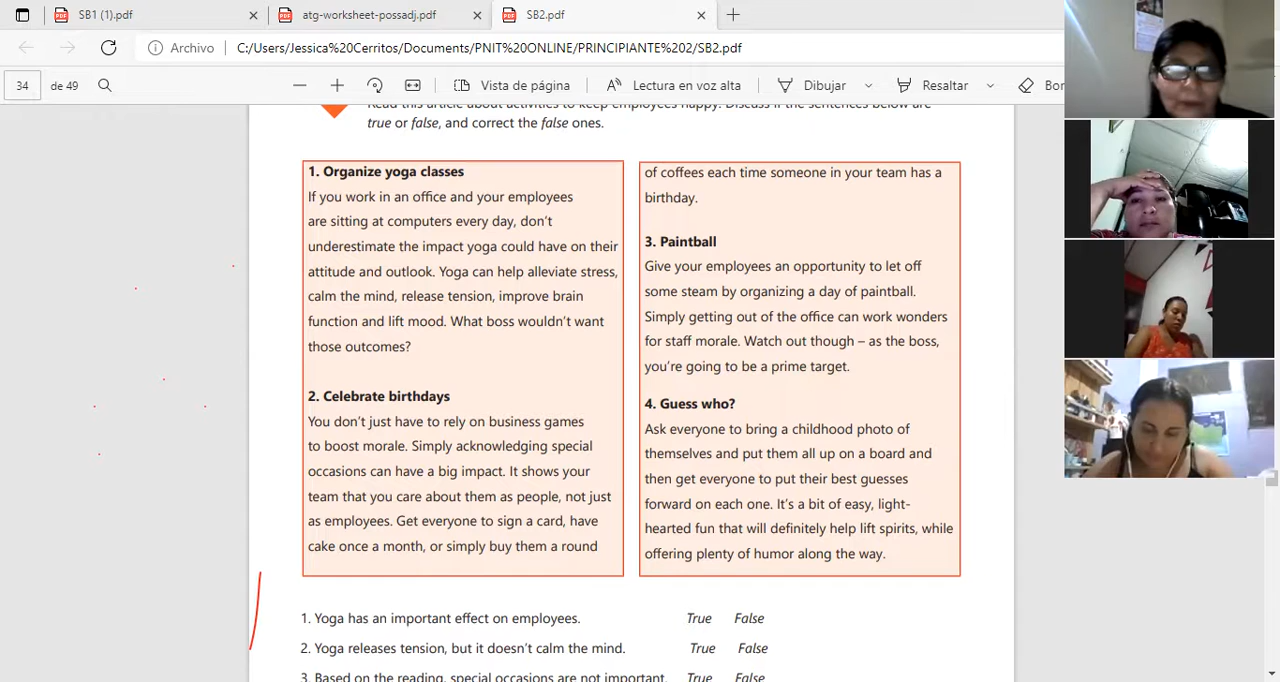 SB1 (1).pdf
atg-worksheet-possadj.pdf
SB2.pdf
Archivo
C:/Users/Jessica%20Cerritos/Documents/PNIT%20ONLINE/PRINCIPIANTE%202/SB2.pdf
34
de 49
Vista de página
Lectura en voz alta
Dibujar
Resaltar
Bor
Read this article about activities to keep employees happy. Discuss if the sentences below are
true or false, and correct the false ones.
1. Organize yoga classes
If you work in an office and your employees
are sitting at computers every day, don't
underestimate the impact yoga could have on their
attitude and outlook. Yoga can help alleviate stress,
calm the mind, release tension, improve brain
function and lift mood. What boss wouldn't want
those outcomes?
2. Celebrate birthdays
You don't just have to rely on business games
to boost morale. Simply acknowledging special
occasions can have a big impact. It shows your
team that you care about them as people, not just
as employees. Get everyone to sign a card, have
cake once a month, or simply buy them a round
of coffees each time someone in your team has a
birthday.
3. Paintball
Give your employees an opportunity to let off
some steam by organizing a day of paintball.
Simply getting out of the office can work wonders
for staff morale. Watch out though – as the boss,
you're going to be a prime target.
4. Guess who?
Ask everyone to bring a childhood photo of
themselves and put them all up on a board and
then get everyone to put their best guesses
forward on each one. It's a bit of easy, light-
hearted fun that will definitely help lift spirits, while
offering plenty of humor along the way.
1. Yoga has an important effect on employees. True False
2. Yoga releases tension, but it doesn't calm the mind. True False
3. Based on the reading, special occasions are not important. True False